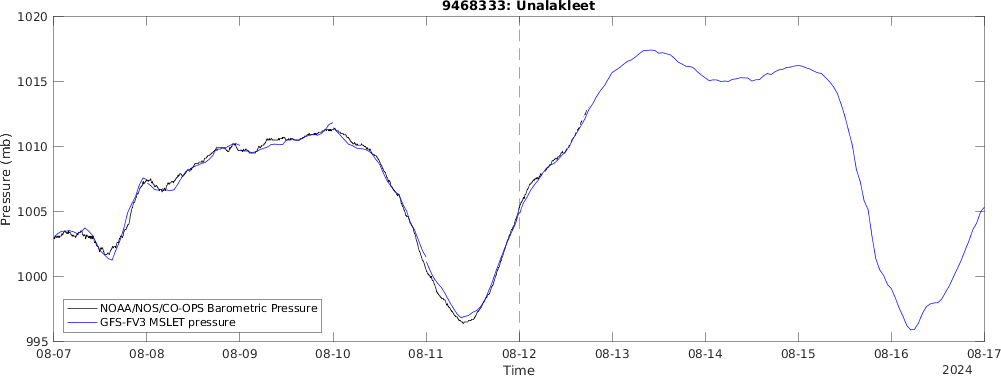 9468333: Unalakleet
1020
1015
1010
1005
1000
995
Pressure (mb)
NOAA/NOS/CO-OPS Barometric Pressure
GFS-FV3 MSLET pressure
08-07 08-08 08-09 08-10 08-11 08-12 08-13 08-14 08-15 08-16 08-17
Time
2024